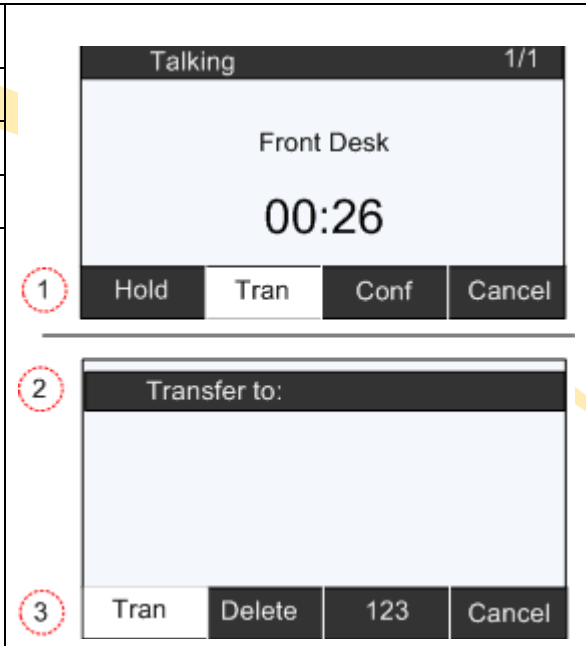 Talking 1/1
Front Desk
00:26
1 Hold Tran Conf Cancel
2 Transfer to:
3 Tran Delete 123 Cancel